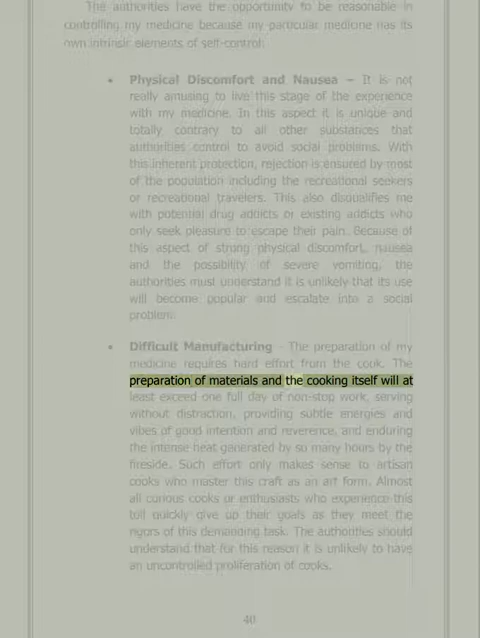 The authorities have the opportunity to be reasonable in
controlling my medicine because my particular medicine has its
own intrinsic elements of self-control:
• Physical Discomfort and Nausea – It is not
really amusing to live this stage of the experience
with my medicine. In this aspect it is unique and
totally contrary to all other substances that
authorities control to avoid social problems. With
this inherent protection, rejection is ensured by most
of the population including the recreational seekers
or recreational travelers. This also disqualifies me
with potential drug addicts or existing addicts who
only seek pleasure to escape their pain. Because of
this aspect of strong physical discomfort, nausea
and the possibility of severe vomiting, the
authorities must understand it is unlikely that its use
will become popular and escalate into a social
problem.
• Difficult Manufacturing - The preparation of my
medicine requires hard effort from the cook. The
preparation of materials and the cooking itself will at
least exceed one full day of non-stop work, serving
without distraction, providing subtle energies and
vibes of good intention and reverence, and enduring
the intense heat generated by so many hours by the
fireside. Such effort only makes sense to artisan
cooks who master this craft as an art form. Almost
all curious cooks or enthusiasts who experience this
toil quickly give up their goals as they meet the
rigors of this demanding task. The authorities should
understand that for this reason it is unlikely to have
an uncontrolled proliferation of cooks.
40